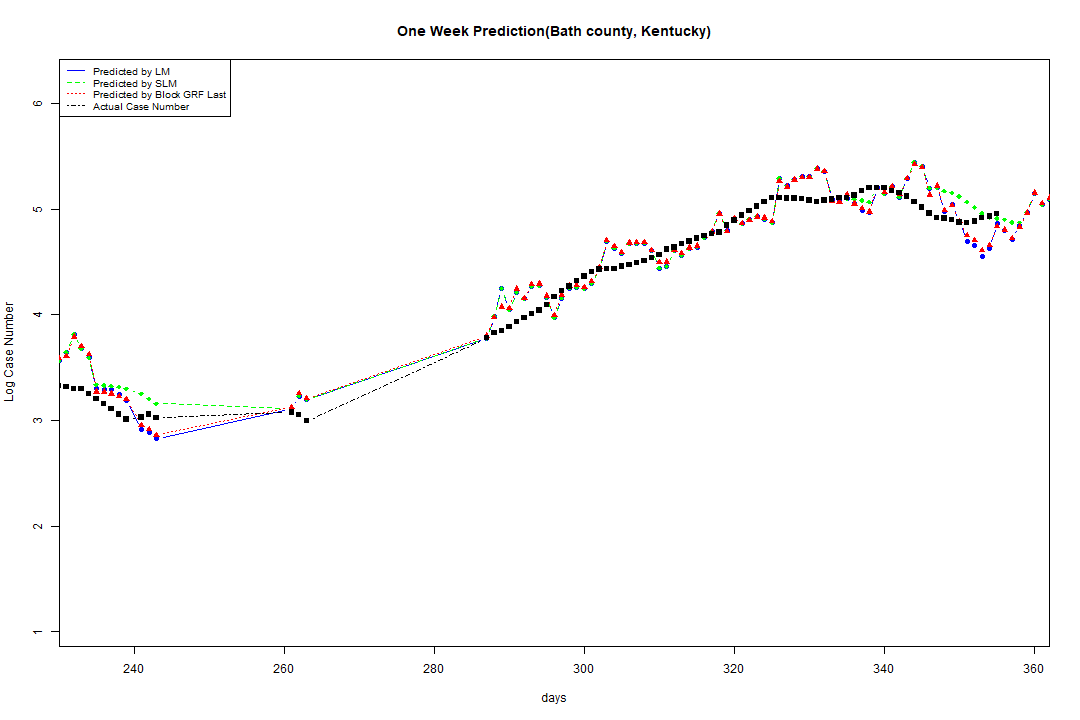 One Week Prediction(Bath county, Kentucky)
Predicted by LM
Predicted by SLM
Predicted by Block GRF Last
Actual Case Number
6
5
4
3
2
1
Log Case Number
240 260 280 300 320 340 360
days